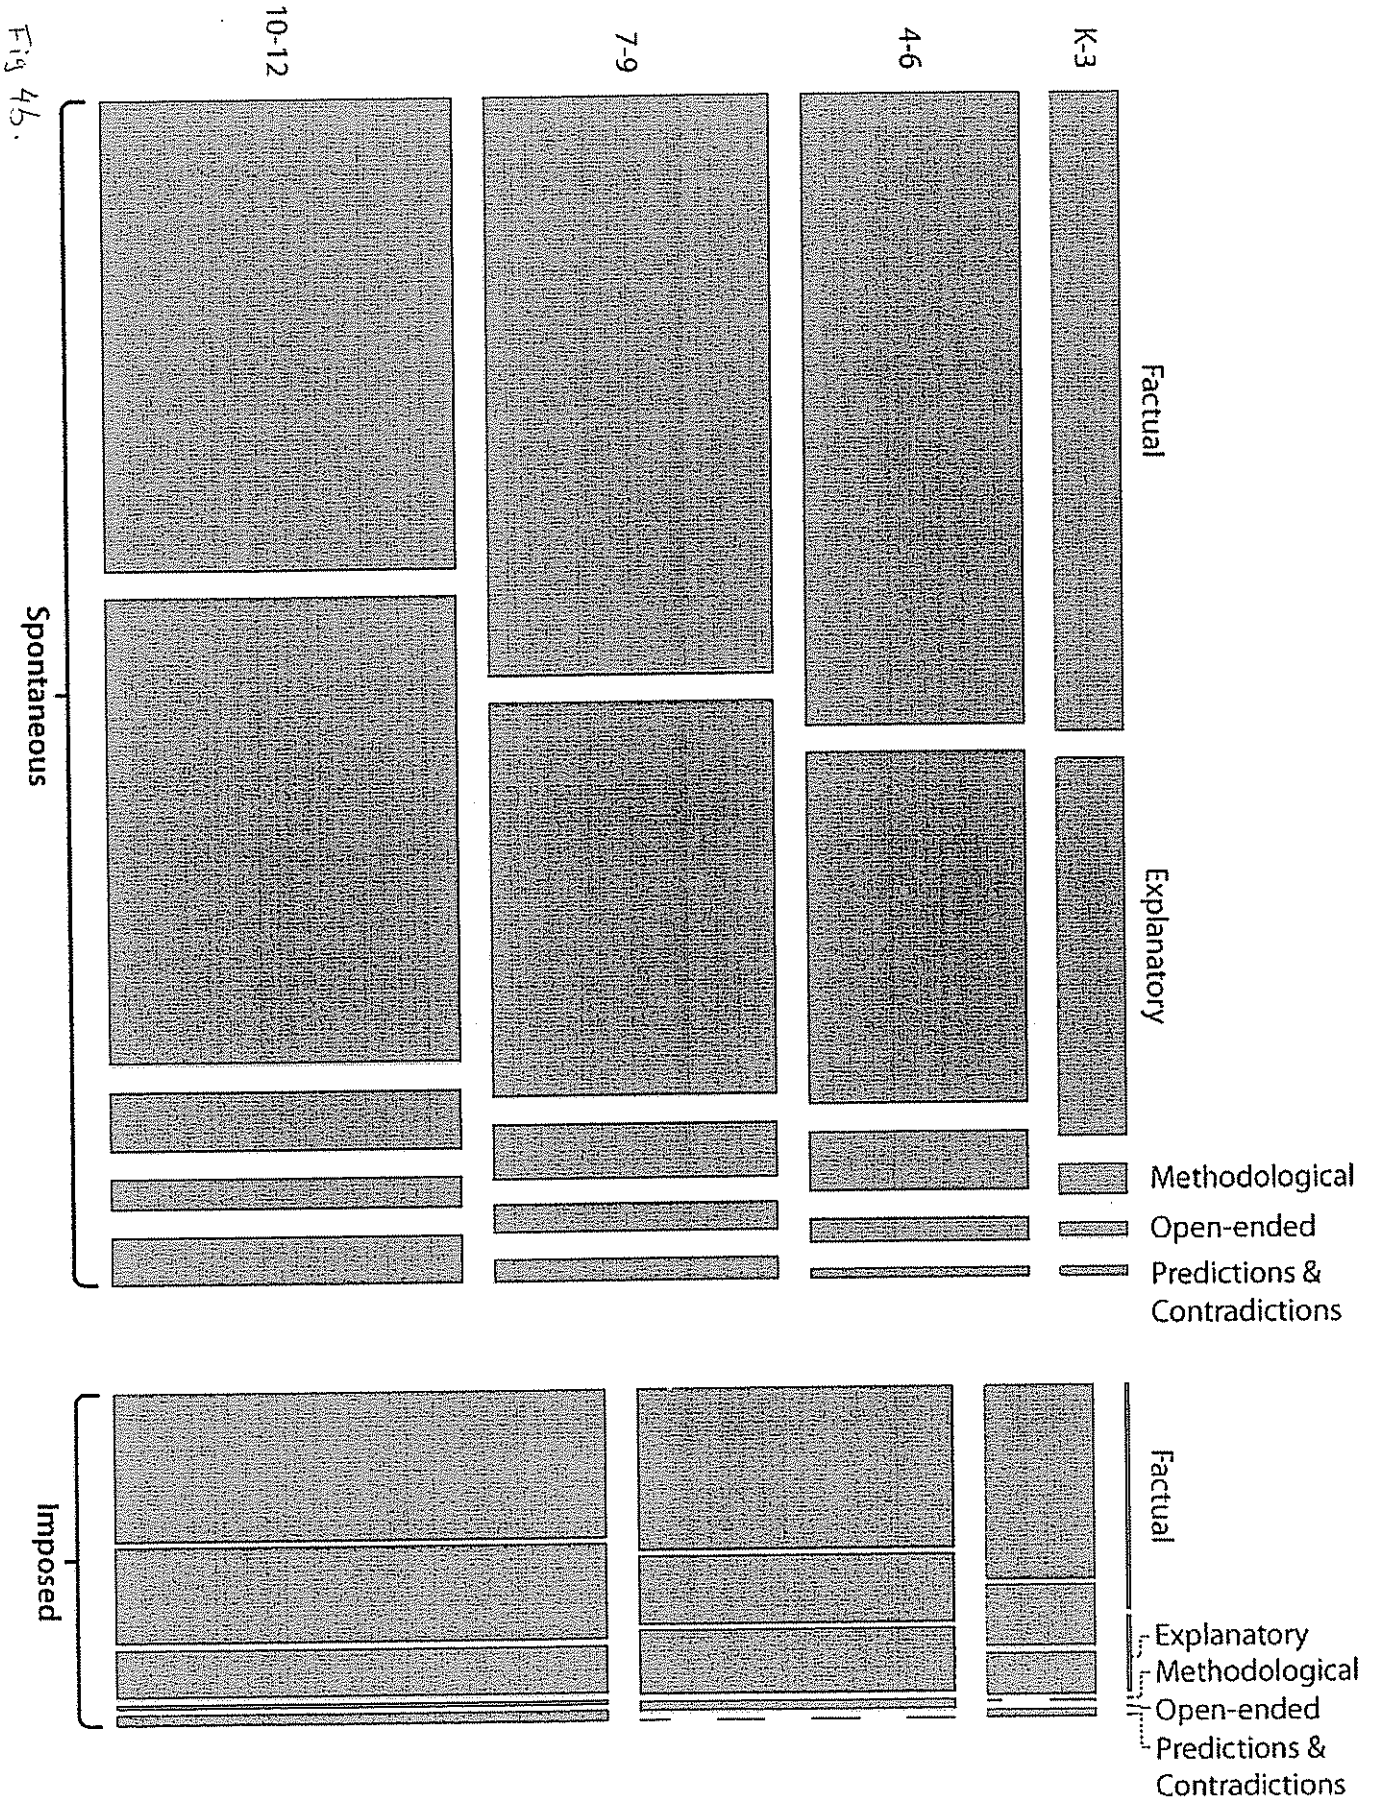 Factual
Explanatory
Methodological
Open-ended
Predictions &
Contradictions
Factual
Explanatory
Methodological
Open-ended
Predictions &
Contradictions
K-3
4-6
7-9
10-12
Spontaneous
Imposed
Fig 4b.